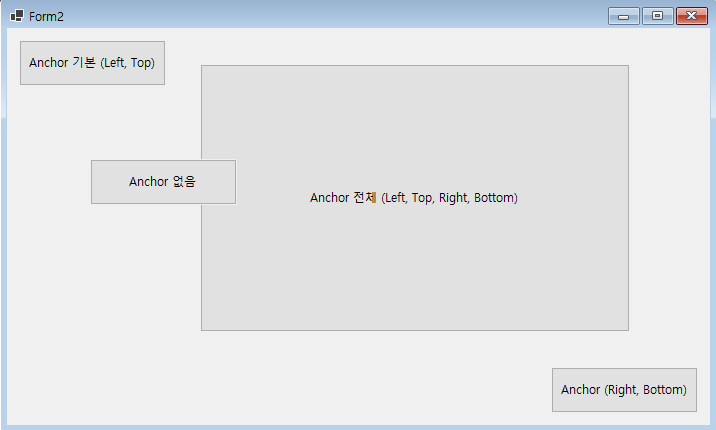 Form2
Anchor 기본 (Left, Top)
Anchor 없음
Anchor 전체 (Left, Top, Right, Bottom)
Anchor (Right, Bottom)